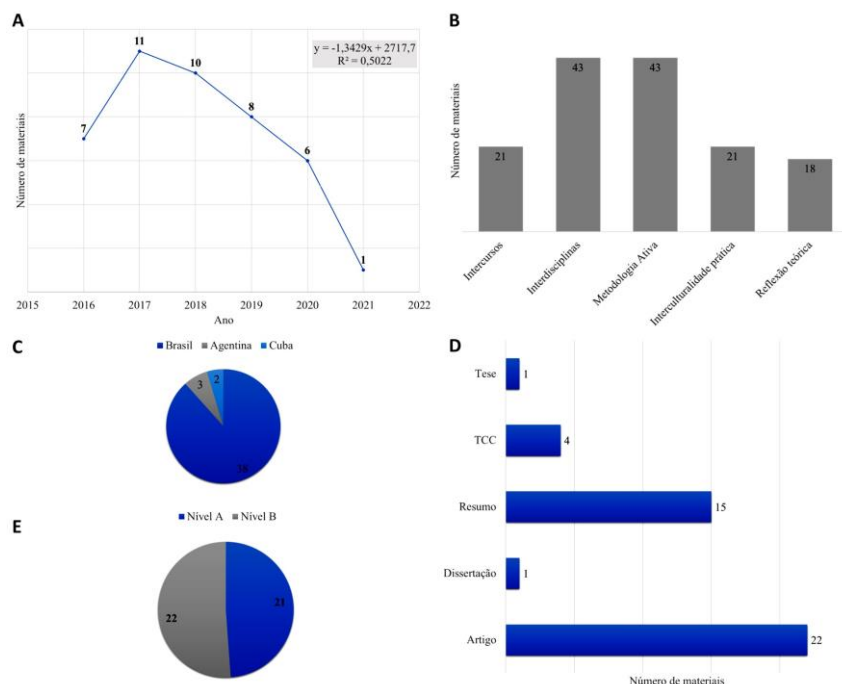 A
Número de materiais
y = -1,3429x + 2717,7
R² = 0,5022
7
11
10
8
6
1
2015 2016 2017 2018 2019 2020 2021 2022
Ano
B
Número de materiais
21
43
43
21
18
Intercursos
Interdisciplinas
Metodologia Ativa
Interculturalidade prática
Reflexão teórica
C
Brasil Agentina Cuba
38
3
2
D
Tese 1
TCC 4
Resumo 15
Dissertação 1
Artigo 22
Número de materiais
E
Nível A Nível B
21
22